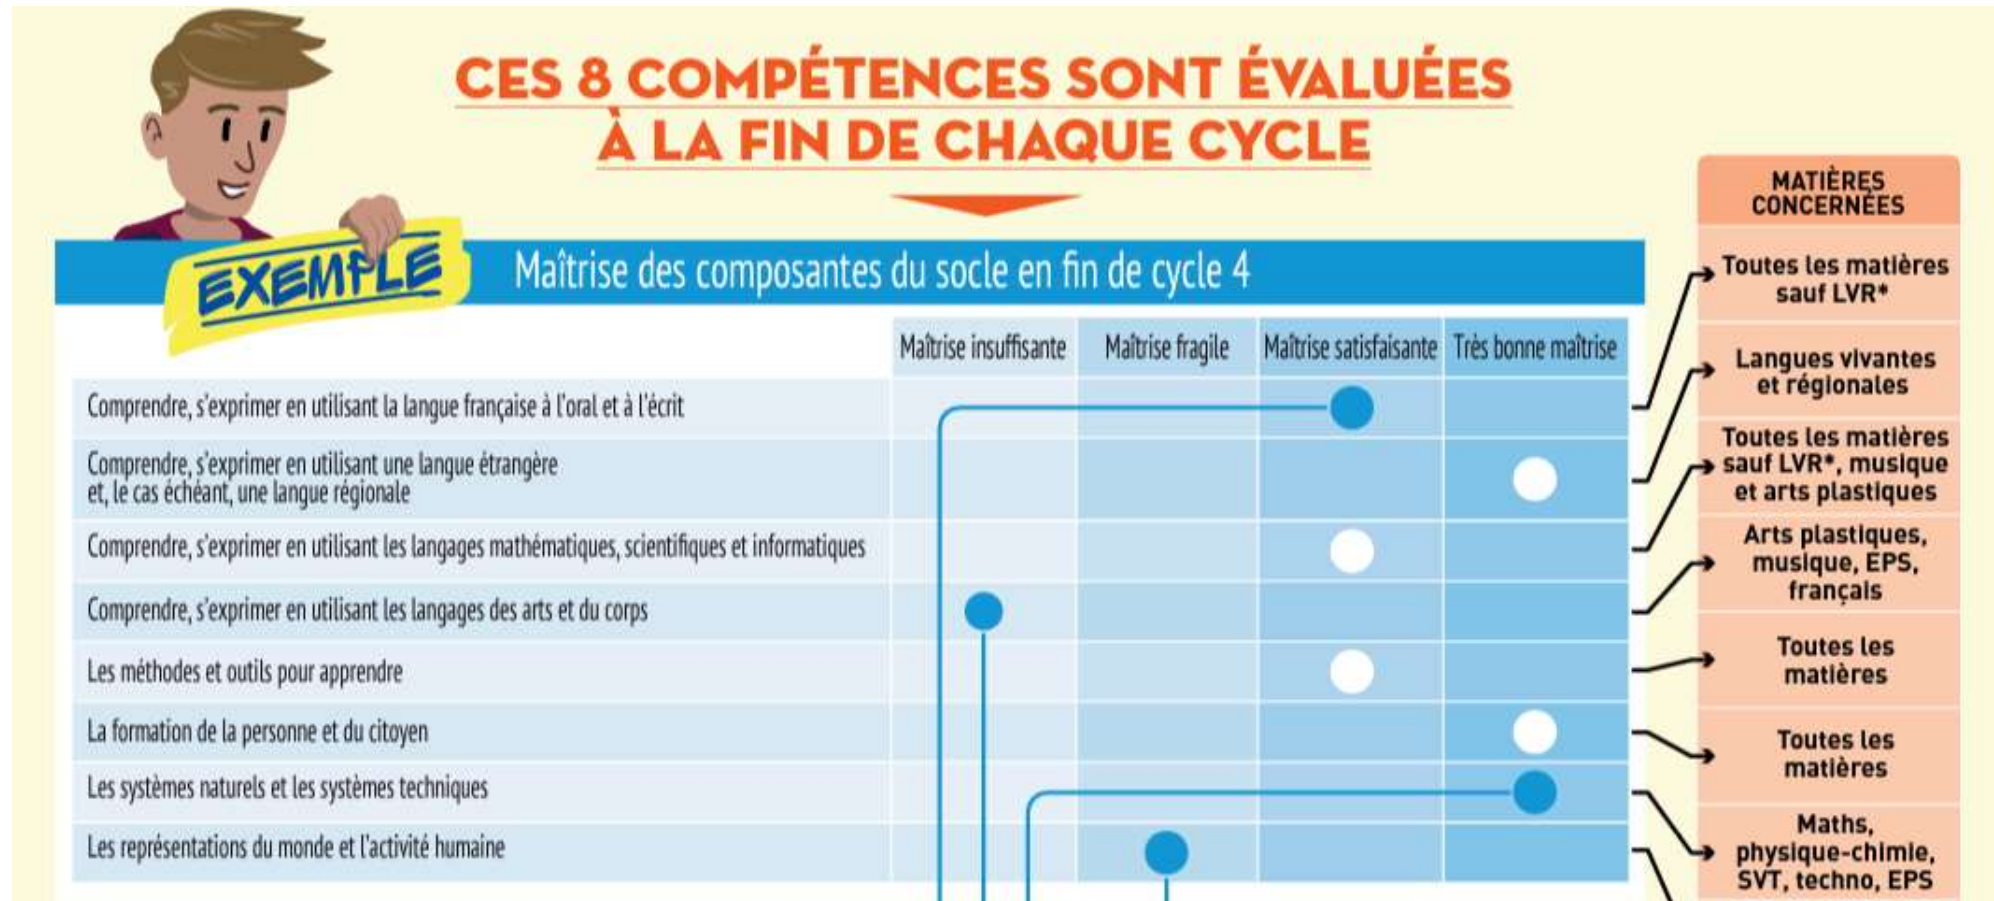 CES 8 COMPÉTENCES SONT ÉVALUÉES
À LA FIN DE CHAQUE CYCLE
EXEMPLE
Maîtrise des composantes du socle en fin de cycle 4
Maîtrise insuffisante
Maîtrise fragile
Maîtrise satisfaisante
Très bonne maîtrise
Comprendre, s'exprimer en utilisant la langue française à l'oral et à l'écrit
Comprendre, s'exprimer en utilisant une langue étrangère
et, le cas échéant, une langue régionale
Comprendre, s'exprimer en utilisant les langages mathématiques, scientifiques et informatiques
Comprendre, s'exprimer en utilisant les langages des arts et du corps
Les méthodes et outils pour apprendre
La formation de la personne et du citoyen
Les systèmes naturels et les systèmes techniques
Les représentations du monde et l'activité humaine
MATIÈRES
CONCERNÉES
Toutes les matières
sauf LVR*
Langues vivantes
et régionales
Toutes les matières
sauf LVR*, musique
et arts plastiques
Arts plastiques,
musique, EPS,
français
Toutes les
matières
Toutes les
matières
Maths,
physique-chimie,
SVT, techno, EPS